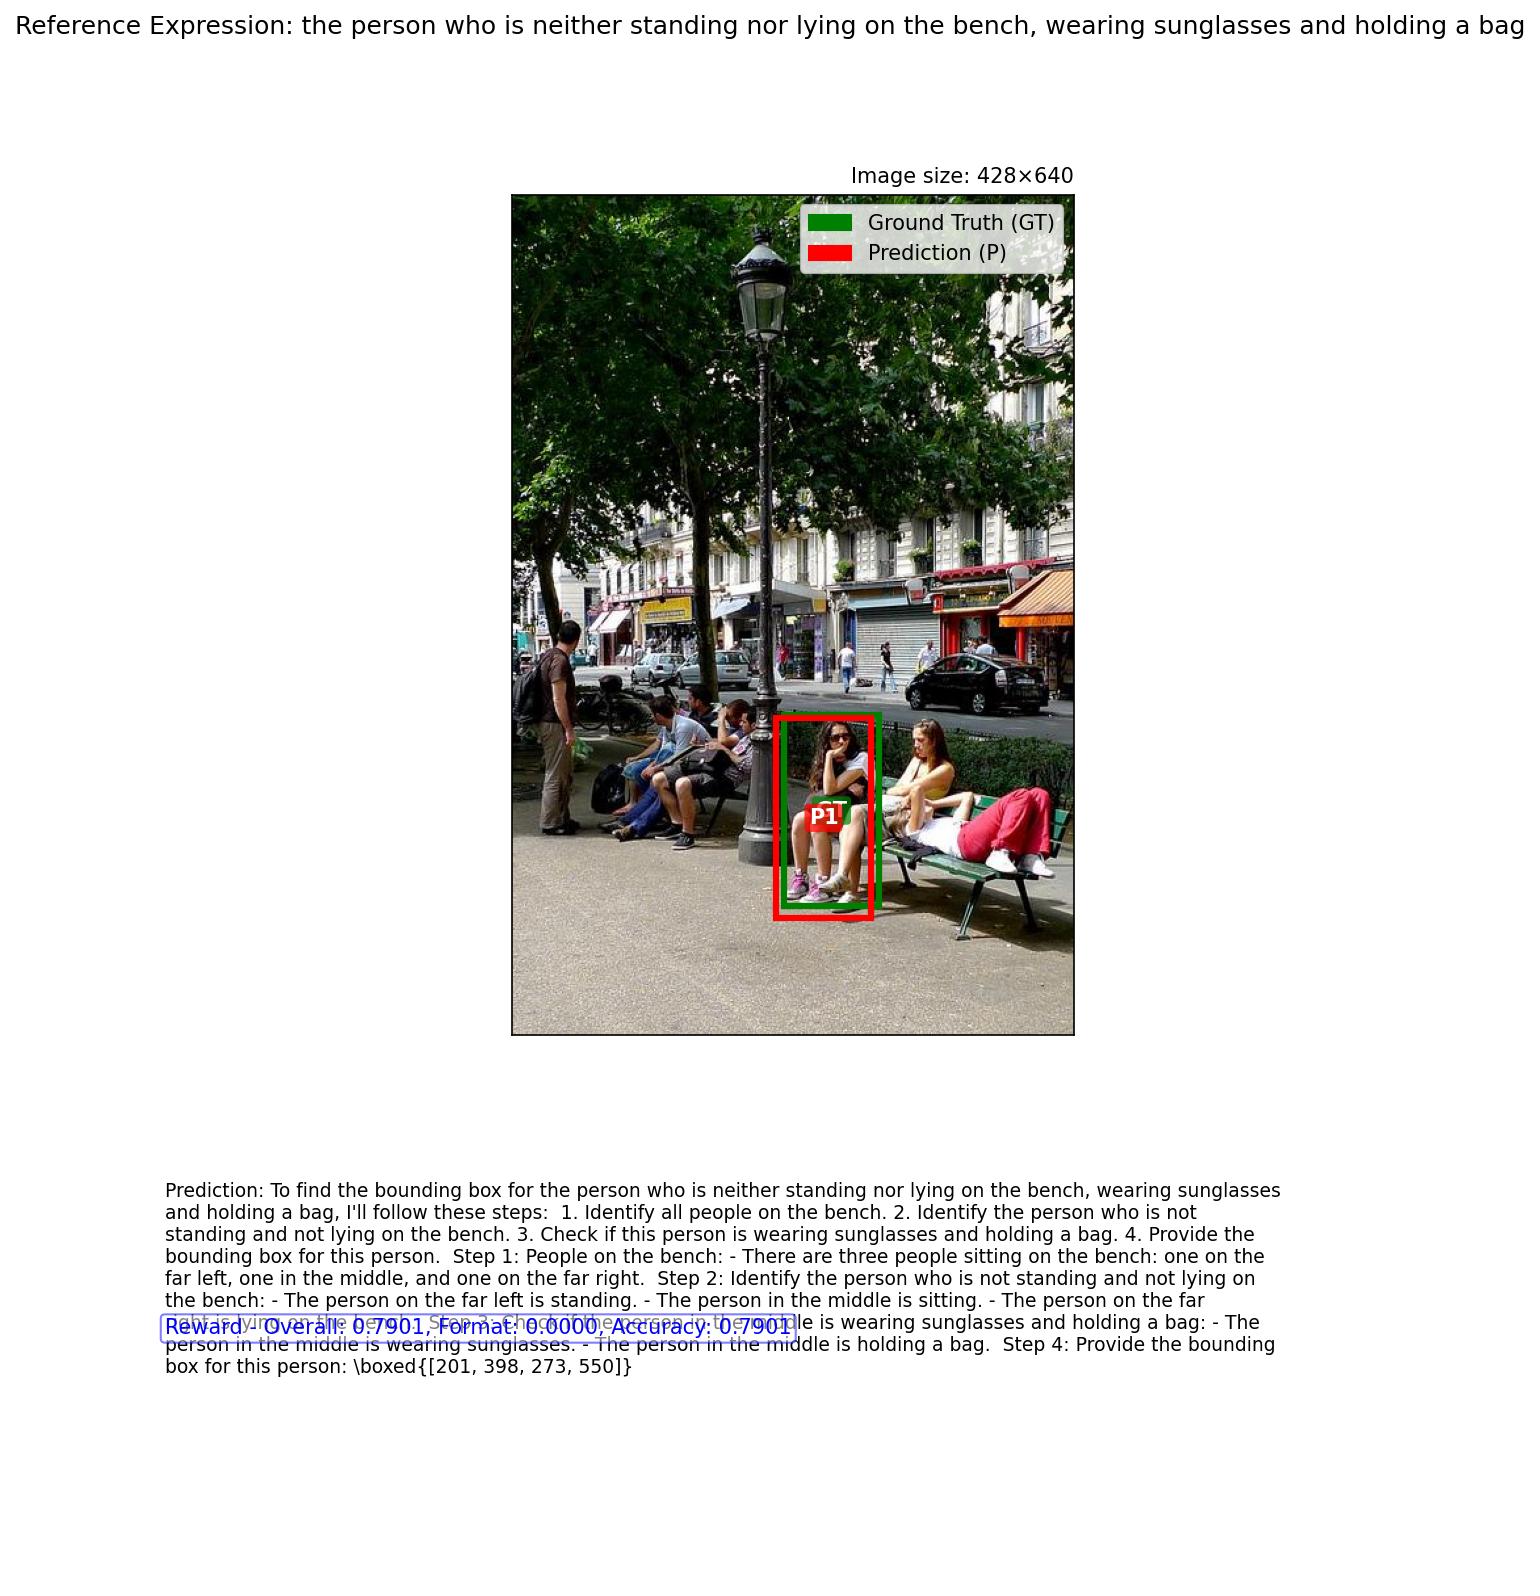 Reference Expression: the person who is neither standing nor lying on the bench, wearing sunglasses and holding a bag
Image size: 428×640
Ground Truth (GT)
Prediction (P)
GT
P1
Prediction: To find the bounding box for the person who is neither standing nor lying on the bench, wearing sunglasses
and holding a bag, I'll follow these steps:  1. Identify all people on the bench. 2. Identify the person who is not
standing and not lying on the bench. 3. Check if this person is wearing sunglasses and holding a bag. 4. Provide the
bounding box for this person.  Step 1: People on the bench: - There are three people sitting on the bench: one on the
far left, one in the middle, and one on the far right.  Step 2: Identify the person who is not standing and not lying on
the bench: - The person on the far left is standing. - The person in the middle is sitting. - The person on the far
right is lying on the bench.  Step 3: Check if the person in the middle is wearing sunglasses and holding a bag: - The
Reward - Overall: 0.7901, Format: 0.0000, Accuracy: 0.7901
person in the middle is wearing sunglasses. - The person in the middle is holding a bag.  Step 4: Provide the bounding
box for this person: \boxed{[201, 398, 273, 550]}